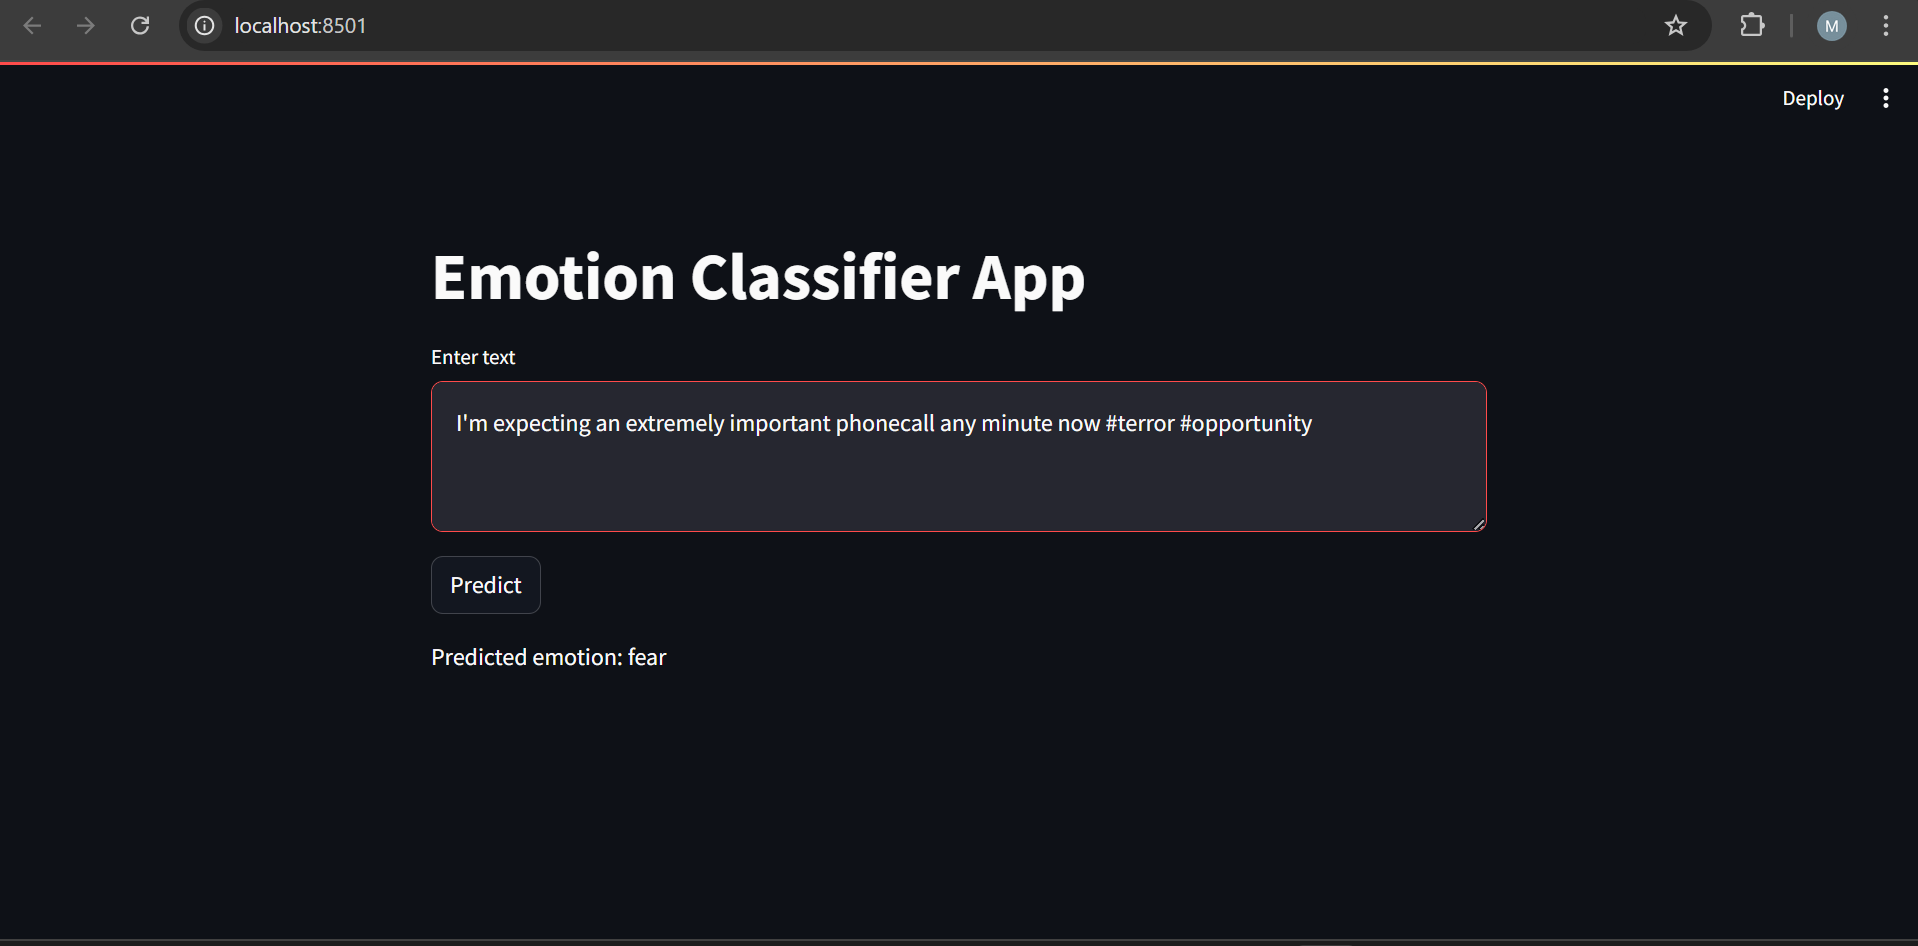 localhost:8501
M
Deploy
Emotion Classifier App
Enter text
I'm expecting an extremely important phonecall any minute now #terror #opportunity
Predict
Predicted emotion: fear